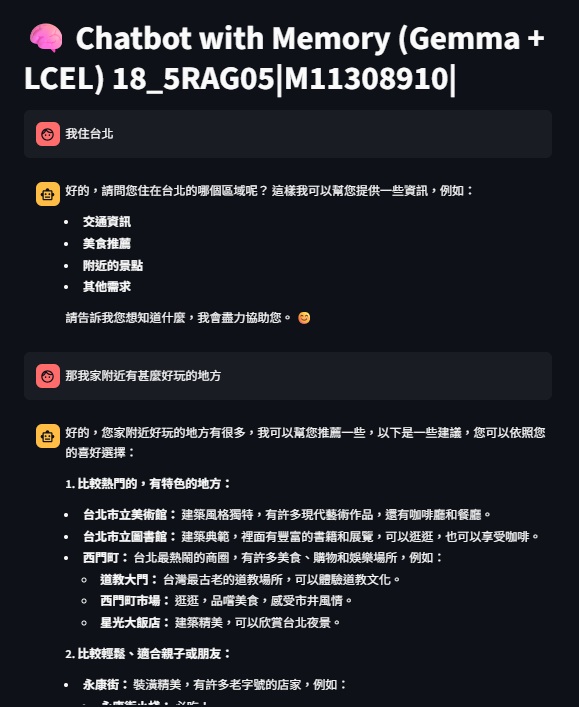 Chatbot with Memory (Gemma +
LCEL) 18_5RAG05|M11308910|
我住台北
好的，請問您住在台北的哪個區域呢？ 這樣我可以幫您提供一些資訊，例如：
交通資訊
美食推薦
附近的景點
其他需求
請告訴我您想知道什麼，我會盡力協助您。
那我家附近有甚麼好玩的地方
好的，您家附近好玩的地方有很多，我可以幫您推薦一些，以下是一些建議，您可以依照您
的喜好選擇：
1. 比較熱門的，有特色的地方：
台北市立美術館： 建築風格獨特，有許多現代藝術作品，還有咖啡廳和餐廳。
台北市立圖書館： 建築典範，裡面有豐富的書籍和展覽，可以逛逛，也可以享受咖啡。
西門町： 台北最熱鬧的商圈，有許多美食、購物和娛樂場所，例如：
道教大門： 台灣最古老的道教場所，可以體驗道教文化。
西門町市場： 逛逛，品嚐美食，感受市井風情。
星光大飯店： 建築精美，可以欣賞台北夜景。
2. 比較輕鬆、適合親子或朋友：
永康街： 裝潢精美，有許多老字號的店家，例如：